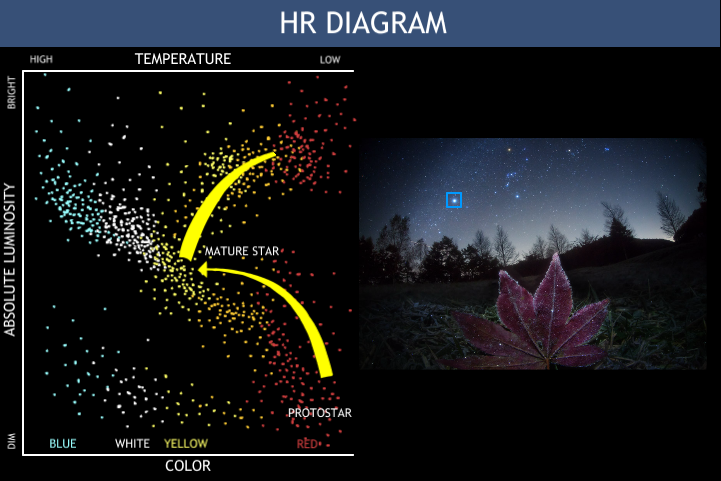 HR DIAGRAM
HIGH
TEMPERATURE
LOW
BRIGHT
ABSOLUTE LUMINOSITY
DIM
MATURE STAR
PROTOSTAR
BLUE
WHITE
YELLOW
RED
COLOR